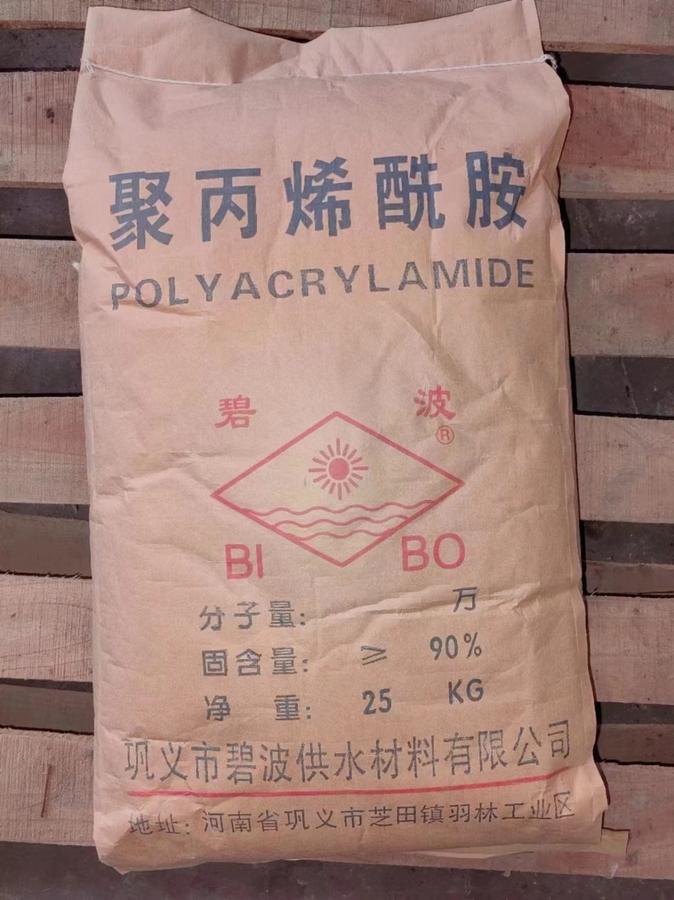 聚丙烯酰胺
POLYACRYLAMIDE
碧 波
®
BI BO
分子量: 万
固含量: ≥ 90%
净 重: 25 KG
巩义市碧波供水材料有限公司
地址: 河南省巩义市芝田镇羽林工业区